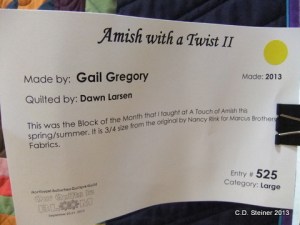 Amish with a Twist II
Made by: Gail Gregory
Made: 2013
Quilted by: Dawn Larsen
This was the Block of the Month that I taught at A Touch of Amish this
spring/summer. It is 3/4 size from the original by Nancy Rink for Marcus Brothers
Fabrics.
Entry # 525
Category: Large
C.D. Steiner 2013